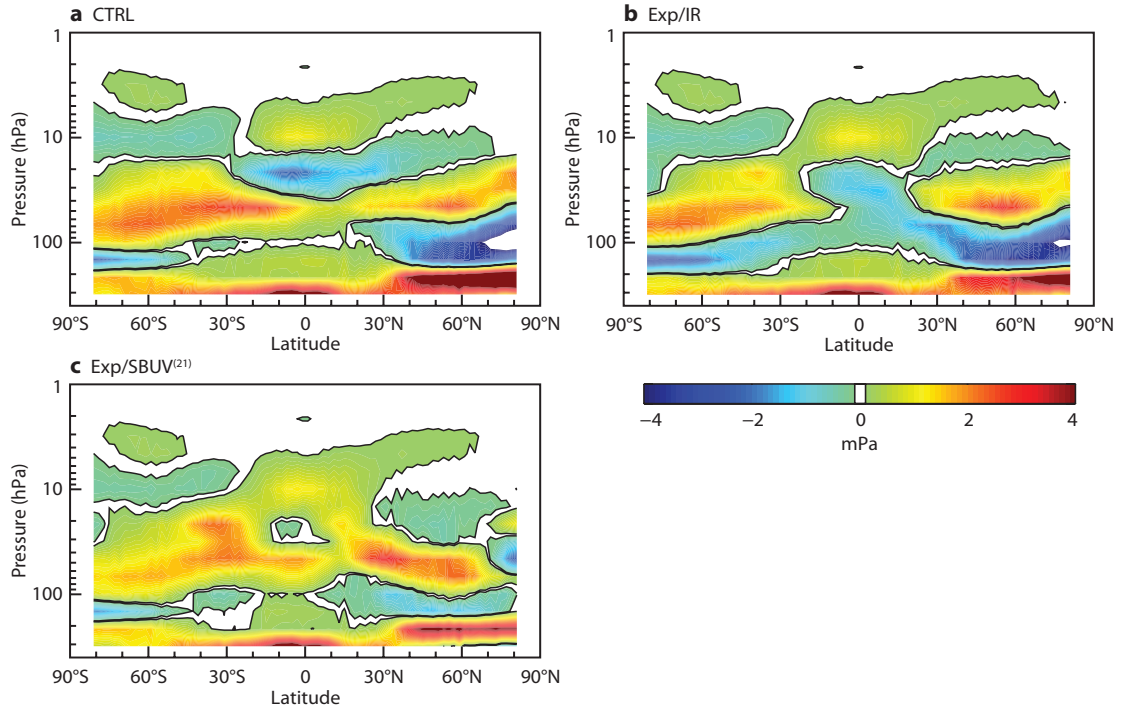 a CTRL
1
10
100
Pressure (hPa)
90°S 60°S 30°S 0 30°N 60°N 90°N
Latitude
b Exp/IR
1
10
100
Pressure (hPa)
90°S 60°S 30°S 0 30°N 60°N 90°N
Latitude
c Exp/SBUV(21)
1
10
100
Pressure (hPa)
90°S 60°S 30°S 0 30°N 60°N 90°N
Latitude
−4 −2 0 2 4
mPa